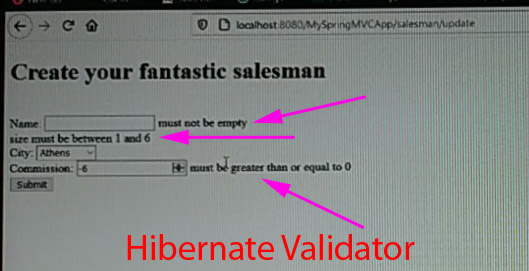 localhost:8080/MySpringMVCApp/salesman/update
Create your fantastic salesman
Name: must not be empty
size must be between 1 and 6
City: Athens
Commission: -6 must be greater than or equal to 0
Submit
Hibernate Validator